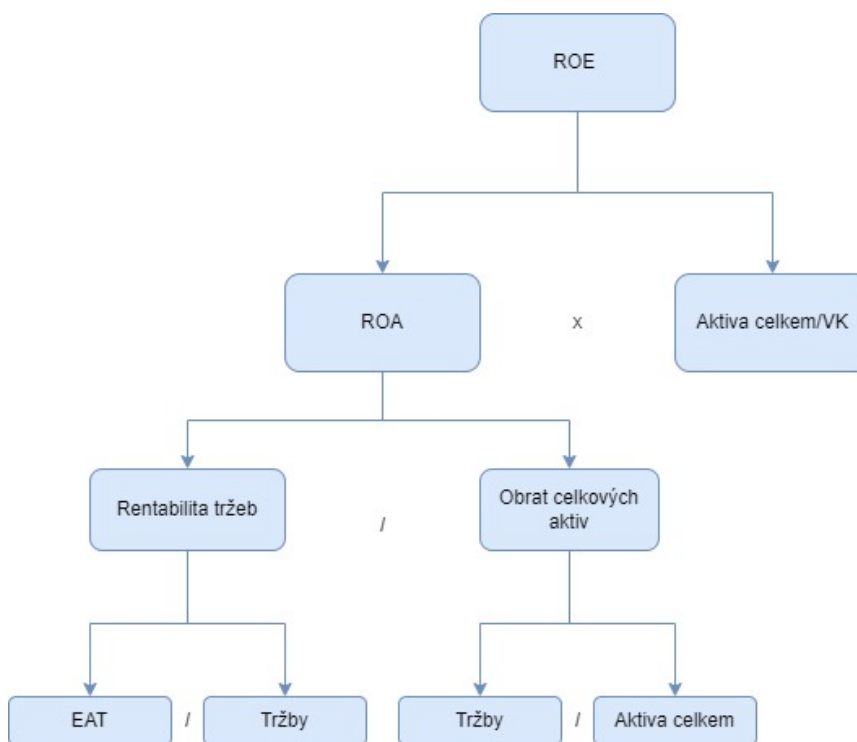 ROE
ROA
x
Aktiva celkem/VK
Rentabilita tržeb
/
Obrat celkových
aktiv
EAT
/
Tržby
Tržby
/
Aktiva celkem